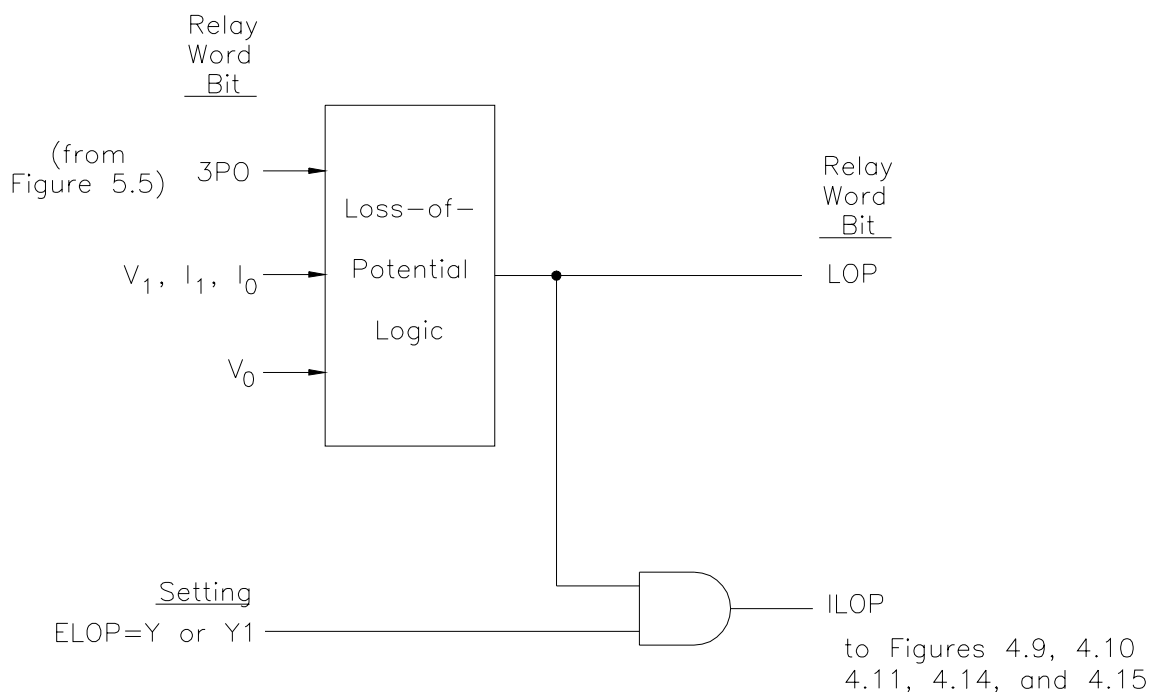 Relay
Word
Bit
(from
Figure 5.5)
3PO
V1, I1, I0
V0
Loss-of-
Potential
Logic
Relay
Word
Bit
LOP
Setting
ELOP=Y or Y1
ILOP
to Figures 4.9, 4.10
4.11, 4.14, and 4.15